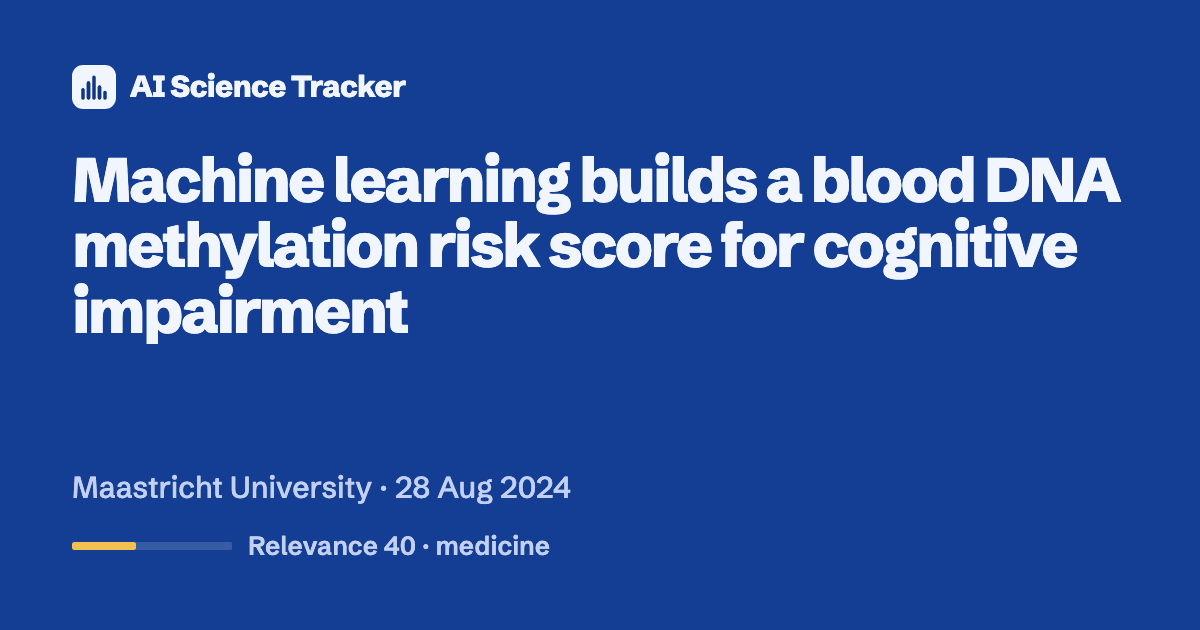 AI Science Tracker
Machine learning builds a blood DNA
methylation risk score for cognitive
impairment
Maastricht University · 28 Aug 2024
Relevance 40 · medicine